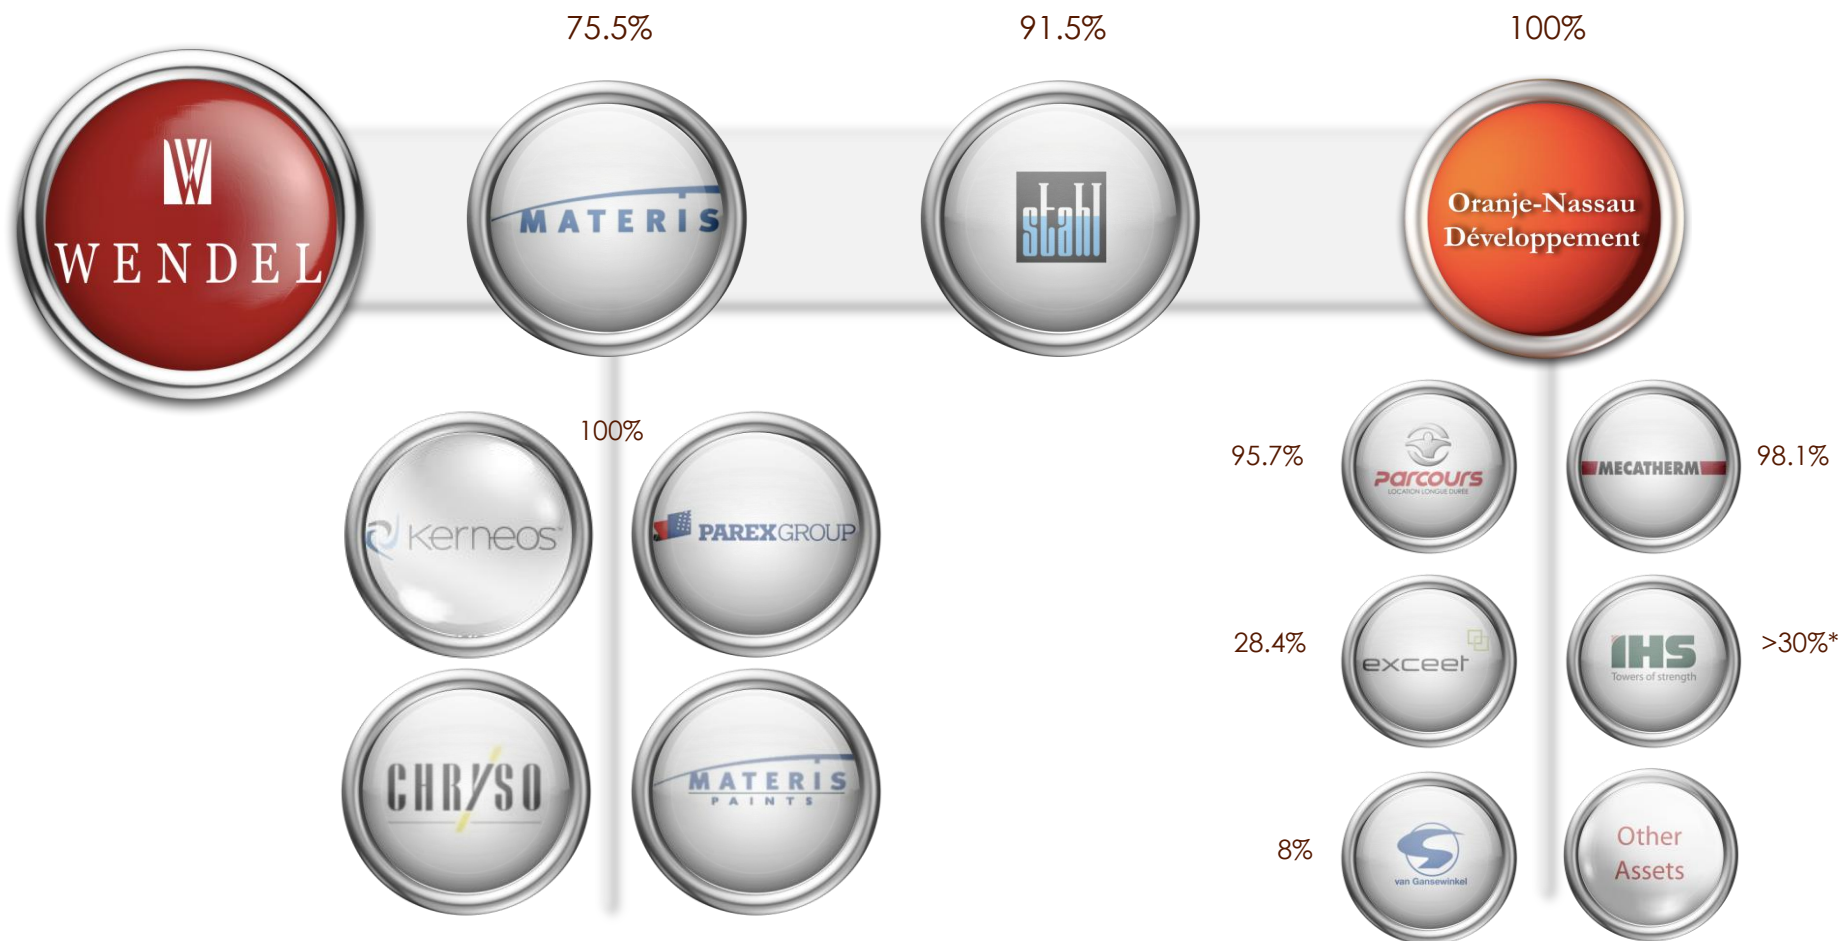 75.5%
91.5%
100%
W
WENDEL
MATERIS
stahl
Oranje-Nassau
Développement
100%
Kerneos™
PAREXGROUP
CHRYSO
MATERIS
PAINTS
95.7%
parcours
LOCATION LONGUE DURÉE
MECATHERM
98.1%
28.4%
exceet
IHS
Towers of strength
>30%*
8%
van Gansewinkel
Other
Assets